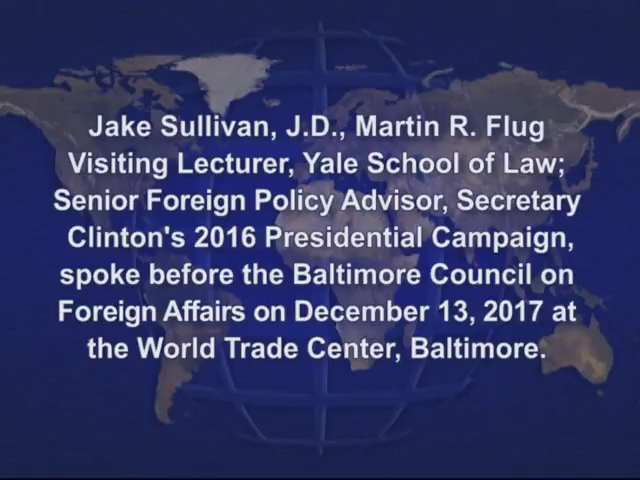 Jake Sullivan, J.D., Martin R. Flug
Visiting Lecturer, Yale School of Law;
Senior Foreign Policy Advisor, Secretary
Clinton's 2016 Presidential Campaign,
spoke before the Baltimore Council on
Foreign Affairs on December 13, 2017 at
the World Trade Center, Baltimore.